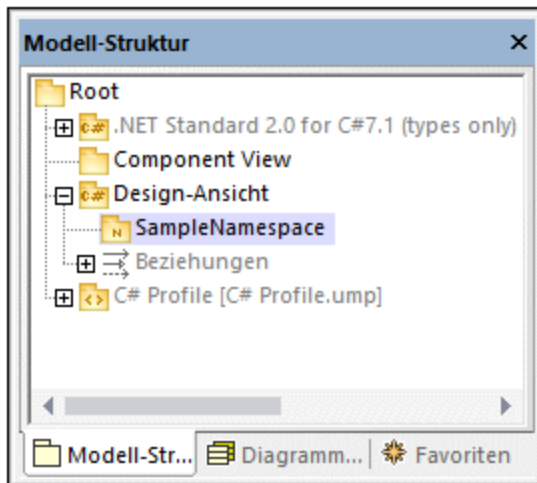 Modell-Struktur
Root
.NET Standard 2.0 for C#7.1 (types only)
Component View
Design-Ansicht
SampleNamespace
Beziehungen
C# Profile [C# Profile.ump]
Modell-Str... Diagramm... Favoriten